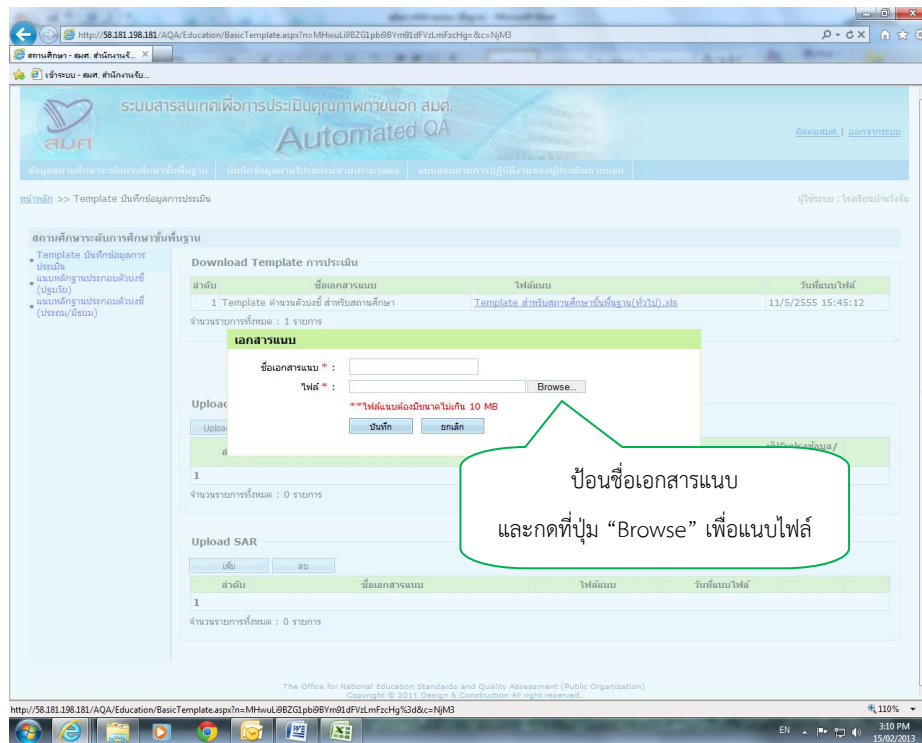 http://58.181.198.181/AQA/Education/BasicTemplate.aspx?n=MHwuLi9BZG1pbi9BYm91dFVzLmFzcHg=&c=NjM3
สถานศึกษา - สมศ. สำนักงานรั...
เข้าระบบ - สมศ. สำนักงานรับ...
สมศ
ระบบสารสนเทศเพื่อการประเมินคุณภาพภายนอก สมศ.
Automated QA
ติดต่อสมศ. | ออกจากระบบ
ข้อมูลสถานศึกษาระดับการศึกษาขั้นพื้นฐาน บันทึกข้อมูลผ่านโปรแกรมช่วยประมวลผล แบบสอบถามการปฏิบัติงานของผู้ประเมินภายนอก
หน้าหลัก >> Template บันทึกข้อมูลการประเมิน
ผู้ใช้ระบบ : โรงเรียนบ้านวังจั่น
สถานศึกษาระดับการศึกษาขั้นพื้นฐาน
Template บันทึกข้อมูลการ
ประเมิน
แนบหลักฐานประกอบตัวบ่งชี้
(ปฐมวัย)
แนบหลักฐานประกอบตัวบ่งชี้
(ประถม/มัธยม)
Download Template การประเมิน
ลำดับ ชื่อเอกสารแนบ ไฟล์แนบ วันที่แนบไฟล์
1 Template คำนวนตัวบ่งชี้ สำหรับสถานศึกษา Template สำหรับสถานศึกษาขั้นพื้นฐาน(ทั่วไป).xls 11/5/2555 15:45:12
จำนวนรายการทั้งหมด : 1 รายการ
เอกสารแนบ
ชื่อเอกสารแนบ * :
ไฟล์ * : Browse...
**ไฟล์แนบต้องมีขนาดไม่เกิน 10 MB
บันทึก ยกเลิก
1
จำนวนรายการทั้งหมด : 0 รายการ
ป้อนชื่อเอกสารแนบ
และกดที่ปุ่ม “Browse” เพื่อแนบไฟล์
Upload SAR
เพิ่ม ลบ
ลำดับ ชื่อเอกสารแนบ ไฟล์แนบ วันที่แนบไฟล์
1
จำนวนรายการทั้งหมด : 0 รายการ
The Office for National Education Standards and Quality Assessment (Public Organization)
Copyright © 2011 Design & Construction All right reserved.
http://58.181.198.181/AQA/Education/BasicTemplate.aspx?n=MHwuLi9BZG1pbi9BYm91dFVzLmFzcHg%3d&c=NjM3
110%
EN
3:10 PM
15/02/2013